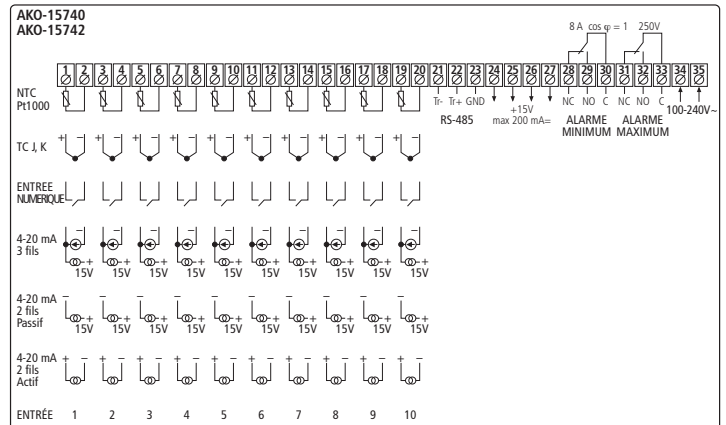 AKO-15740
AKO-15742
8 A cos φ = 1 250V
1 2 3 4 5 6 7 8 9 10 11 12 13 14 15 16 17 18 19 20 21 22 23 24 25 26 27 28 29 30 31 32 33 34 35
NTC
Pt1000
Tr- Tr+ GND
RS-485
+15V
max 200 mA=
NC NO C NC NO C
ALARME
MINIMUM
ALARME
MAXIMUM
100-240V~
TC J, K
+ − + − + − + − + − + − + − + − + − + −
ENTREE
NUMERIQUE
4-20 mA
3 fils
− − − − − − − − − −
+ + + + + + + + + +
15V 15V 15V 15V 15V 15V 15V 15V 15V 15V
4-20 mA
2 fils
Passif
− − − − − − − − − −
+ + + + + + + + + +
15V 15V 15V 15V 15V 15V 15V 15V 15V 15V
4-20 mA
2 fils
Actif
+ − + − + − + − + − + − + − + − + − + −
ENTRÉE 1 2 3 4 5 6 7 8 9 10